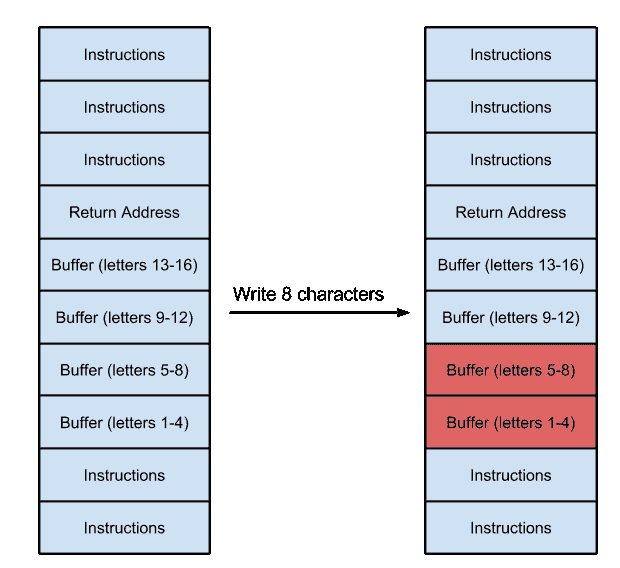 Instructions
Instructions
Instructions
Return Address
Buffer (letters 13-16)
Buffer (letters 9-12)
Buffer (letters 5-8)
Buffer (letters 1-4)
Instructions
Instructions
Write 8 characters
Instructions
Instructions
Instructions
Return Address
Buffer (letters 13-16)
Buffer (letters 9-12)
Buffer (letters 5-8)
Buffer (letters 1-4)
Instructions
Instructions